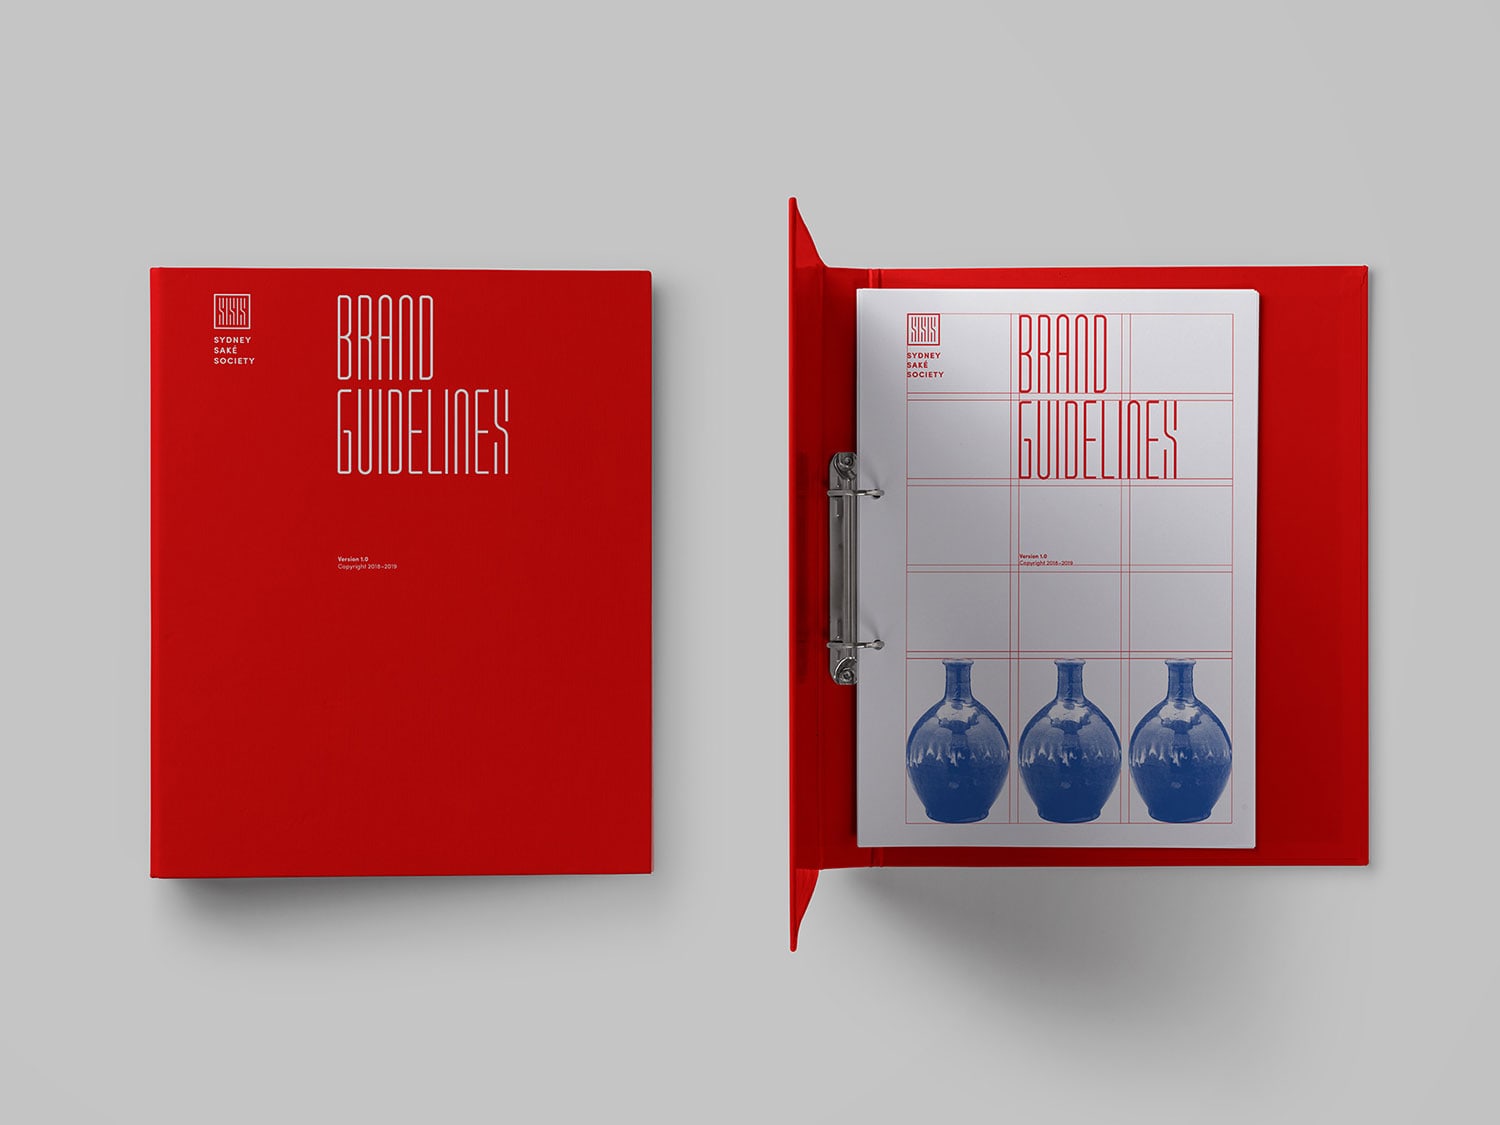 SYDNEY
SAKÉ
SOCIETY
BRAND
GUIDELINES
Version 1.0
Copyright 2018–2019
SYDNEY
SAKÉ
SOCIETY
BRAND
GUIDELINES
Version 1.0
Copyright 2018–2019